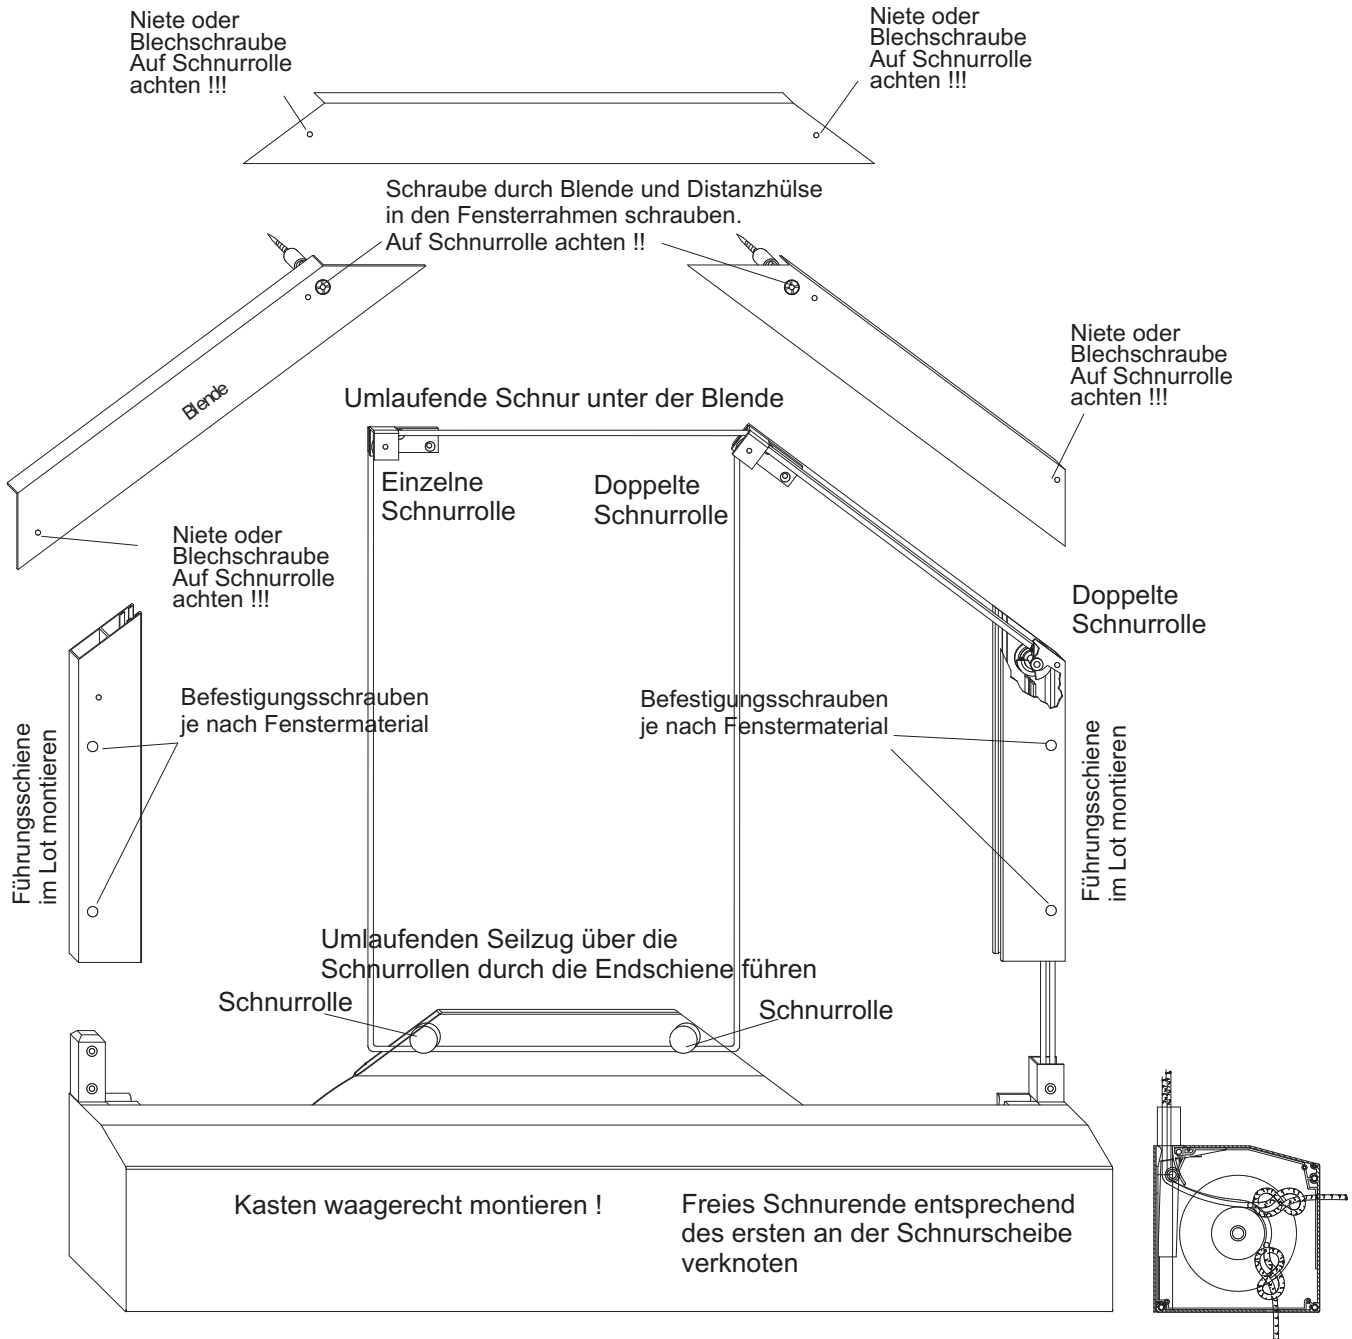 Niete oder
Blechschraube
Auf Schnurrolle
achten !!!
Niete oder
Blechschraube
Auf Schnurrolle
achten !!!
Schraube durch Blende und Distanzhülse
in den Fensterrahmen schrauben.
Auf Schnurrolle achten !!
Niete oder
Blechschraube
Auf Schnurrolle
achten !!!
Blende
Umlaufende Schnur unter der Blende
Einzelne
Schnurrolle
Doppelte
Schnurrolle
Niete oder
Blechschraube
Auf Schnurrolle
achten !!!
Doppelte
Schnurrolle
Befestigungsschrauben
je nach Fenstermaterial
Befestigungsschrauben
je nach Fenstermaterial
Führungsschiene
im Lot montieren
Führungsschiene
im Lot montieren
Umlaufenden Seilzug über die
Schnurrollen durch die Endschiene führen
Schnurrolle
Schnurrolle
Kasten waagerecht montieren !
Freies Schnurende entsprechend
des ersten an der Schnurscheibe
verknoten